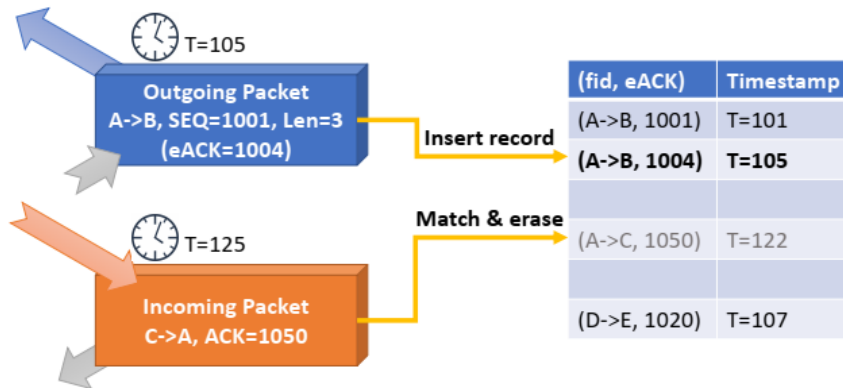 T=105
Outgoing Packet
A->B, SEQ=1001, Len=3
(eACK=1004)
Insert record
T=125
Incoming Packet
C->A, ACK=1050
Match & erase
(fid, eACK) Timestamp
(A->B, 1001) T=101
(A->B, 1004) T=105
(A->C, 1050) T=122
(D->E, 1020) T=107